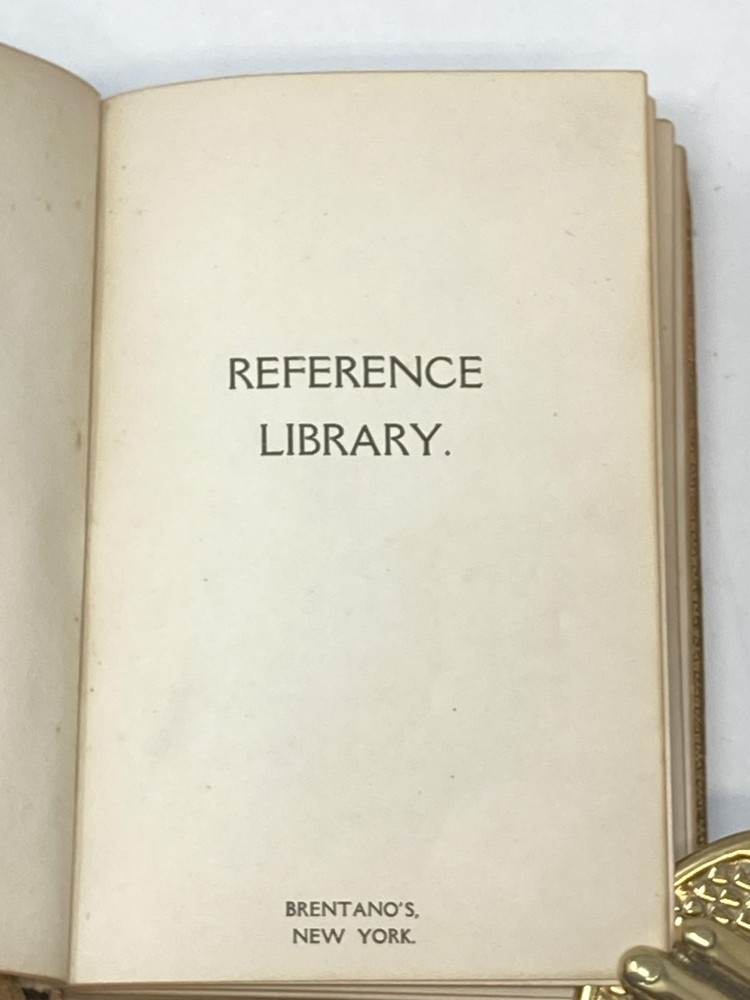 REFERENCE
LIBRARY.
BRENTANO'S,
NEW YORK.